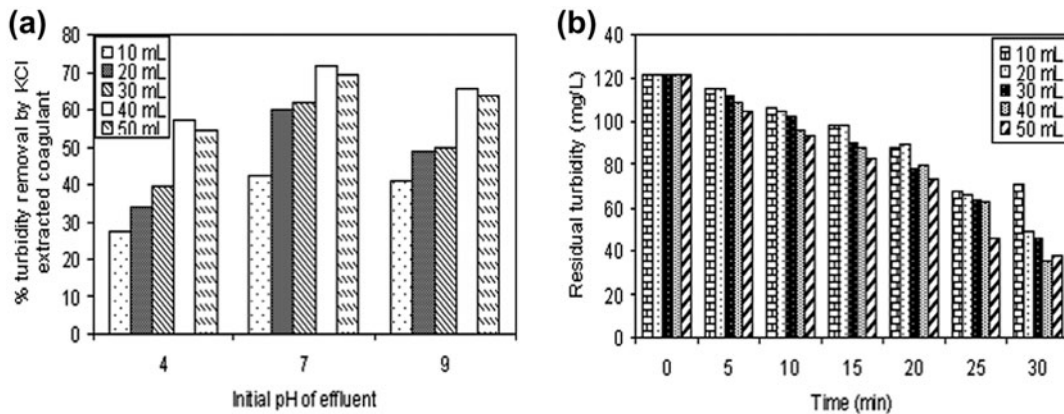 (a)
% turbidity removal by KCl
extracted coagulant
80
70
60
50
40
30
20
10
0
10 mL
20 mL
30 mL
40 mL
50 mL
4 7 9
Initial pH of effluent
(b)
Residual turbidity (mg/L)
40
120
100
80
60
40
20
0
10 mL
20 mL
30 mL
40 mL
50 mL
0 5 10 15 20 25 30
Time (min)